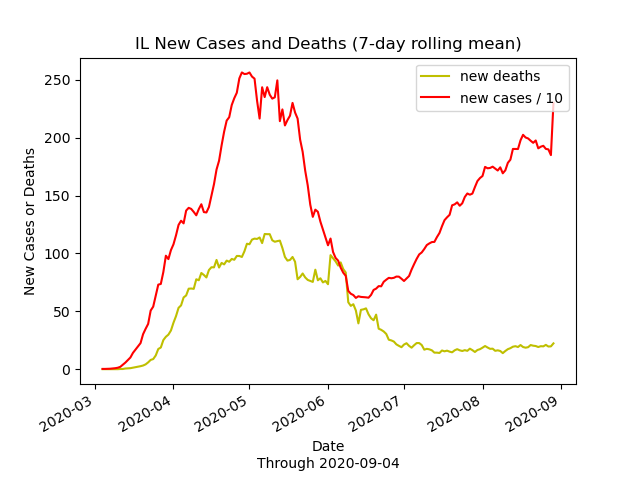 IL New Cases and Deaths (7-day rolling mean)
new deaths
new cases / 10
New Cases or Deaths
250
200
150
100
50
0
2020-03
2020-04
2020-05
2020-06
2020-07
2020-08
2020-09
Date
Through 2020-09-04